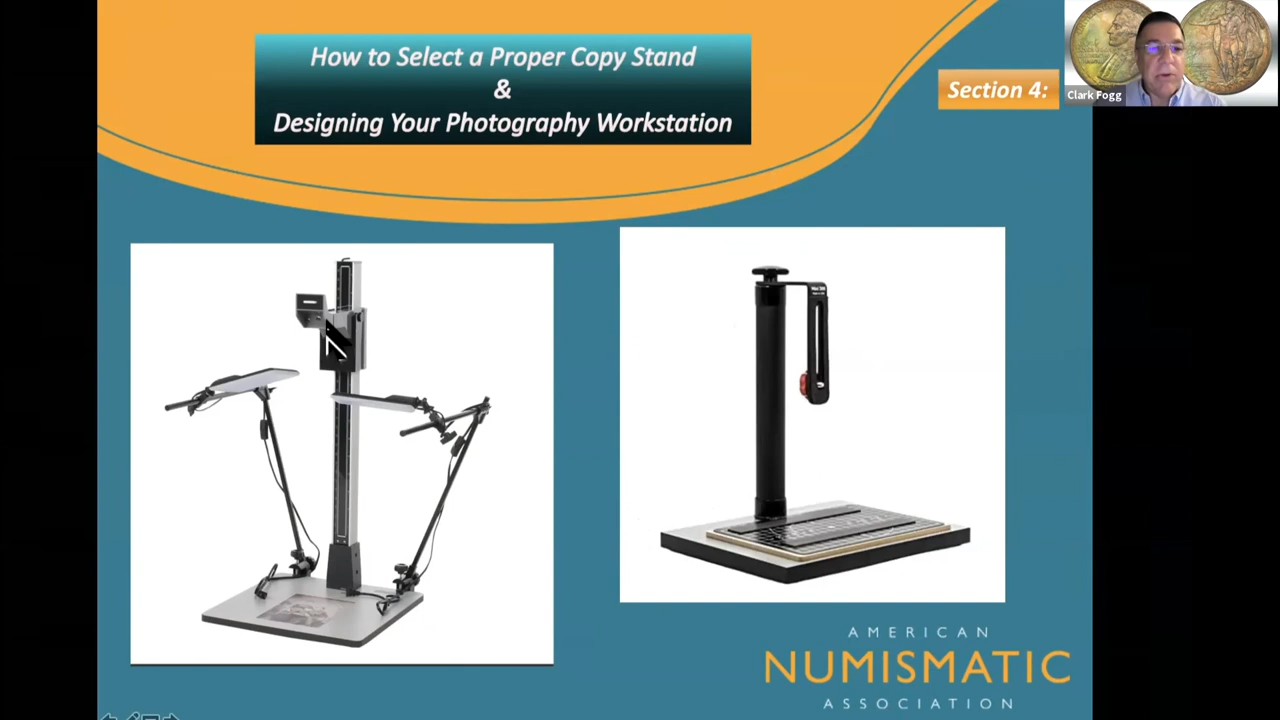 How to Select a Proper Copy Stand
&
Designing Your Photography Workstation
Section 4:
Clark Fogg
AMERICAN
NUMISMATIC
ASSOCIATION